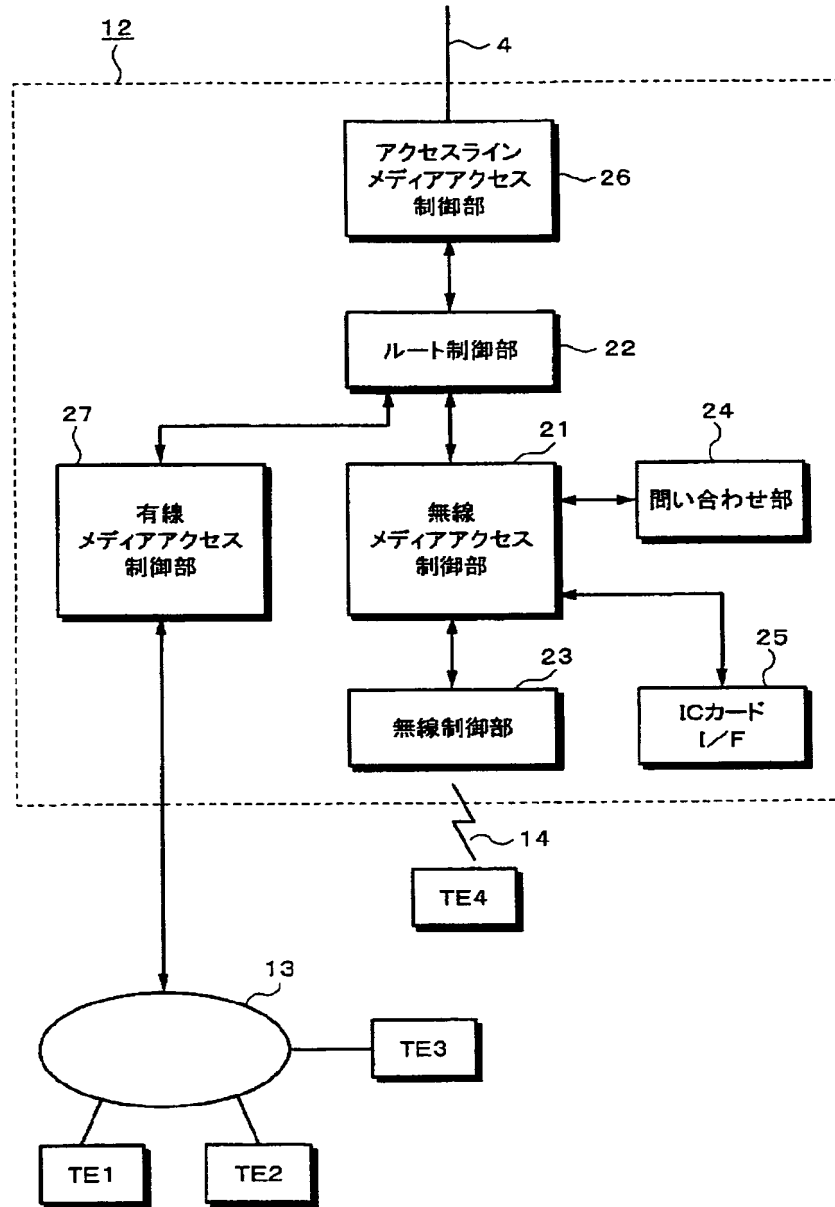 12
4
アクセスライン
メディアアクセス
制御部
26
ルート制御部
22
27
21
24
有線
メディアアクセス
制御部
無線
メディアアクセス
制御部
問い合わせ部
23
25
無線制御部
ICカード
I/F
14
TE4
13
TE3
TE1
TE2